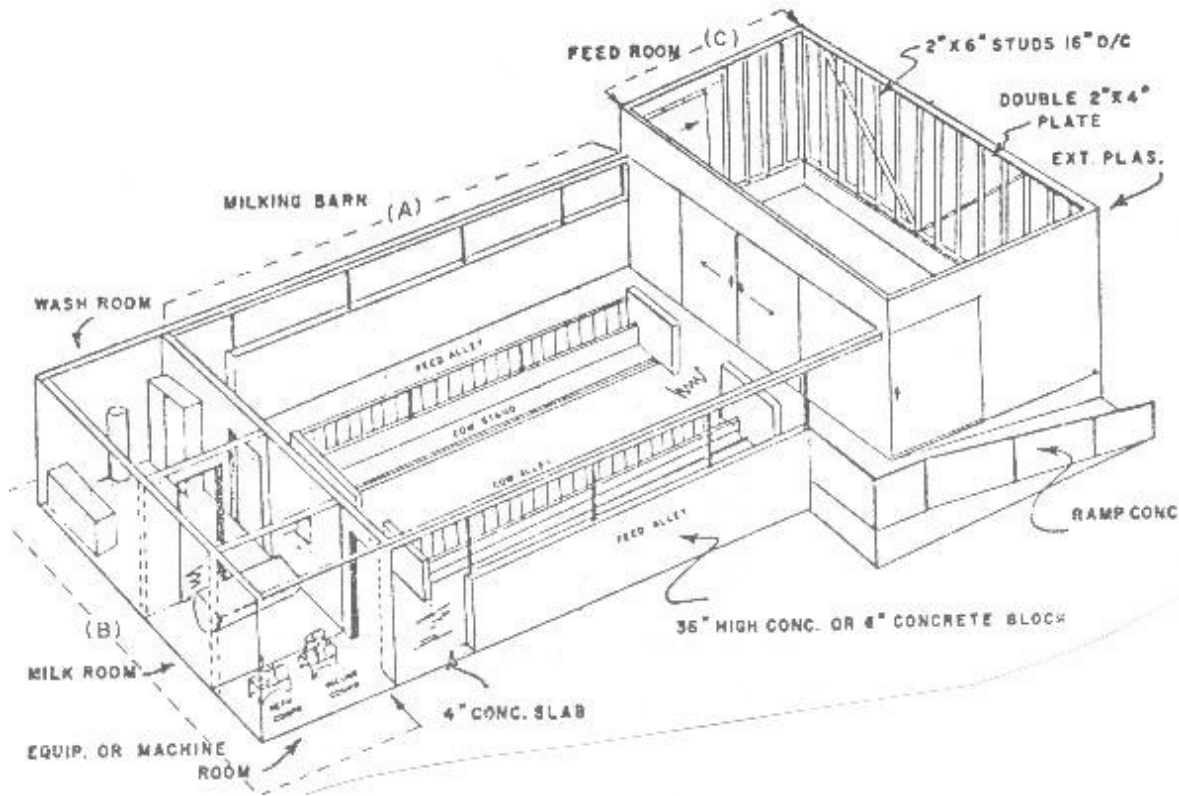 FEED ROOM
(C)
2"X6" STUDS 16" O/C
DOUBLE 2"X4"
PLATE
EXT. PLAS.
MILKING BARN
(A)
WASH ROOM
FEED ALLEY
COW STAND
COW ALLEY
FEED ALLEY
RAMP CONC
36" HIGH CONC. OR 6" CONCRETE BLOCK
(B)
MILK ROOM
4" CONC. SLAB
EQUIP. OR MACHINE
ROOM